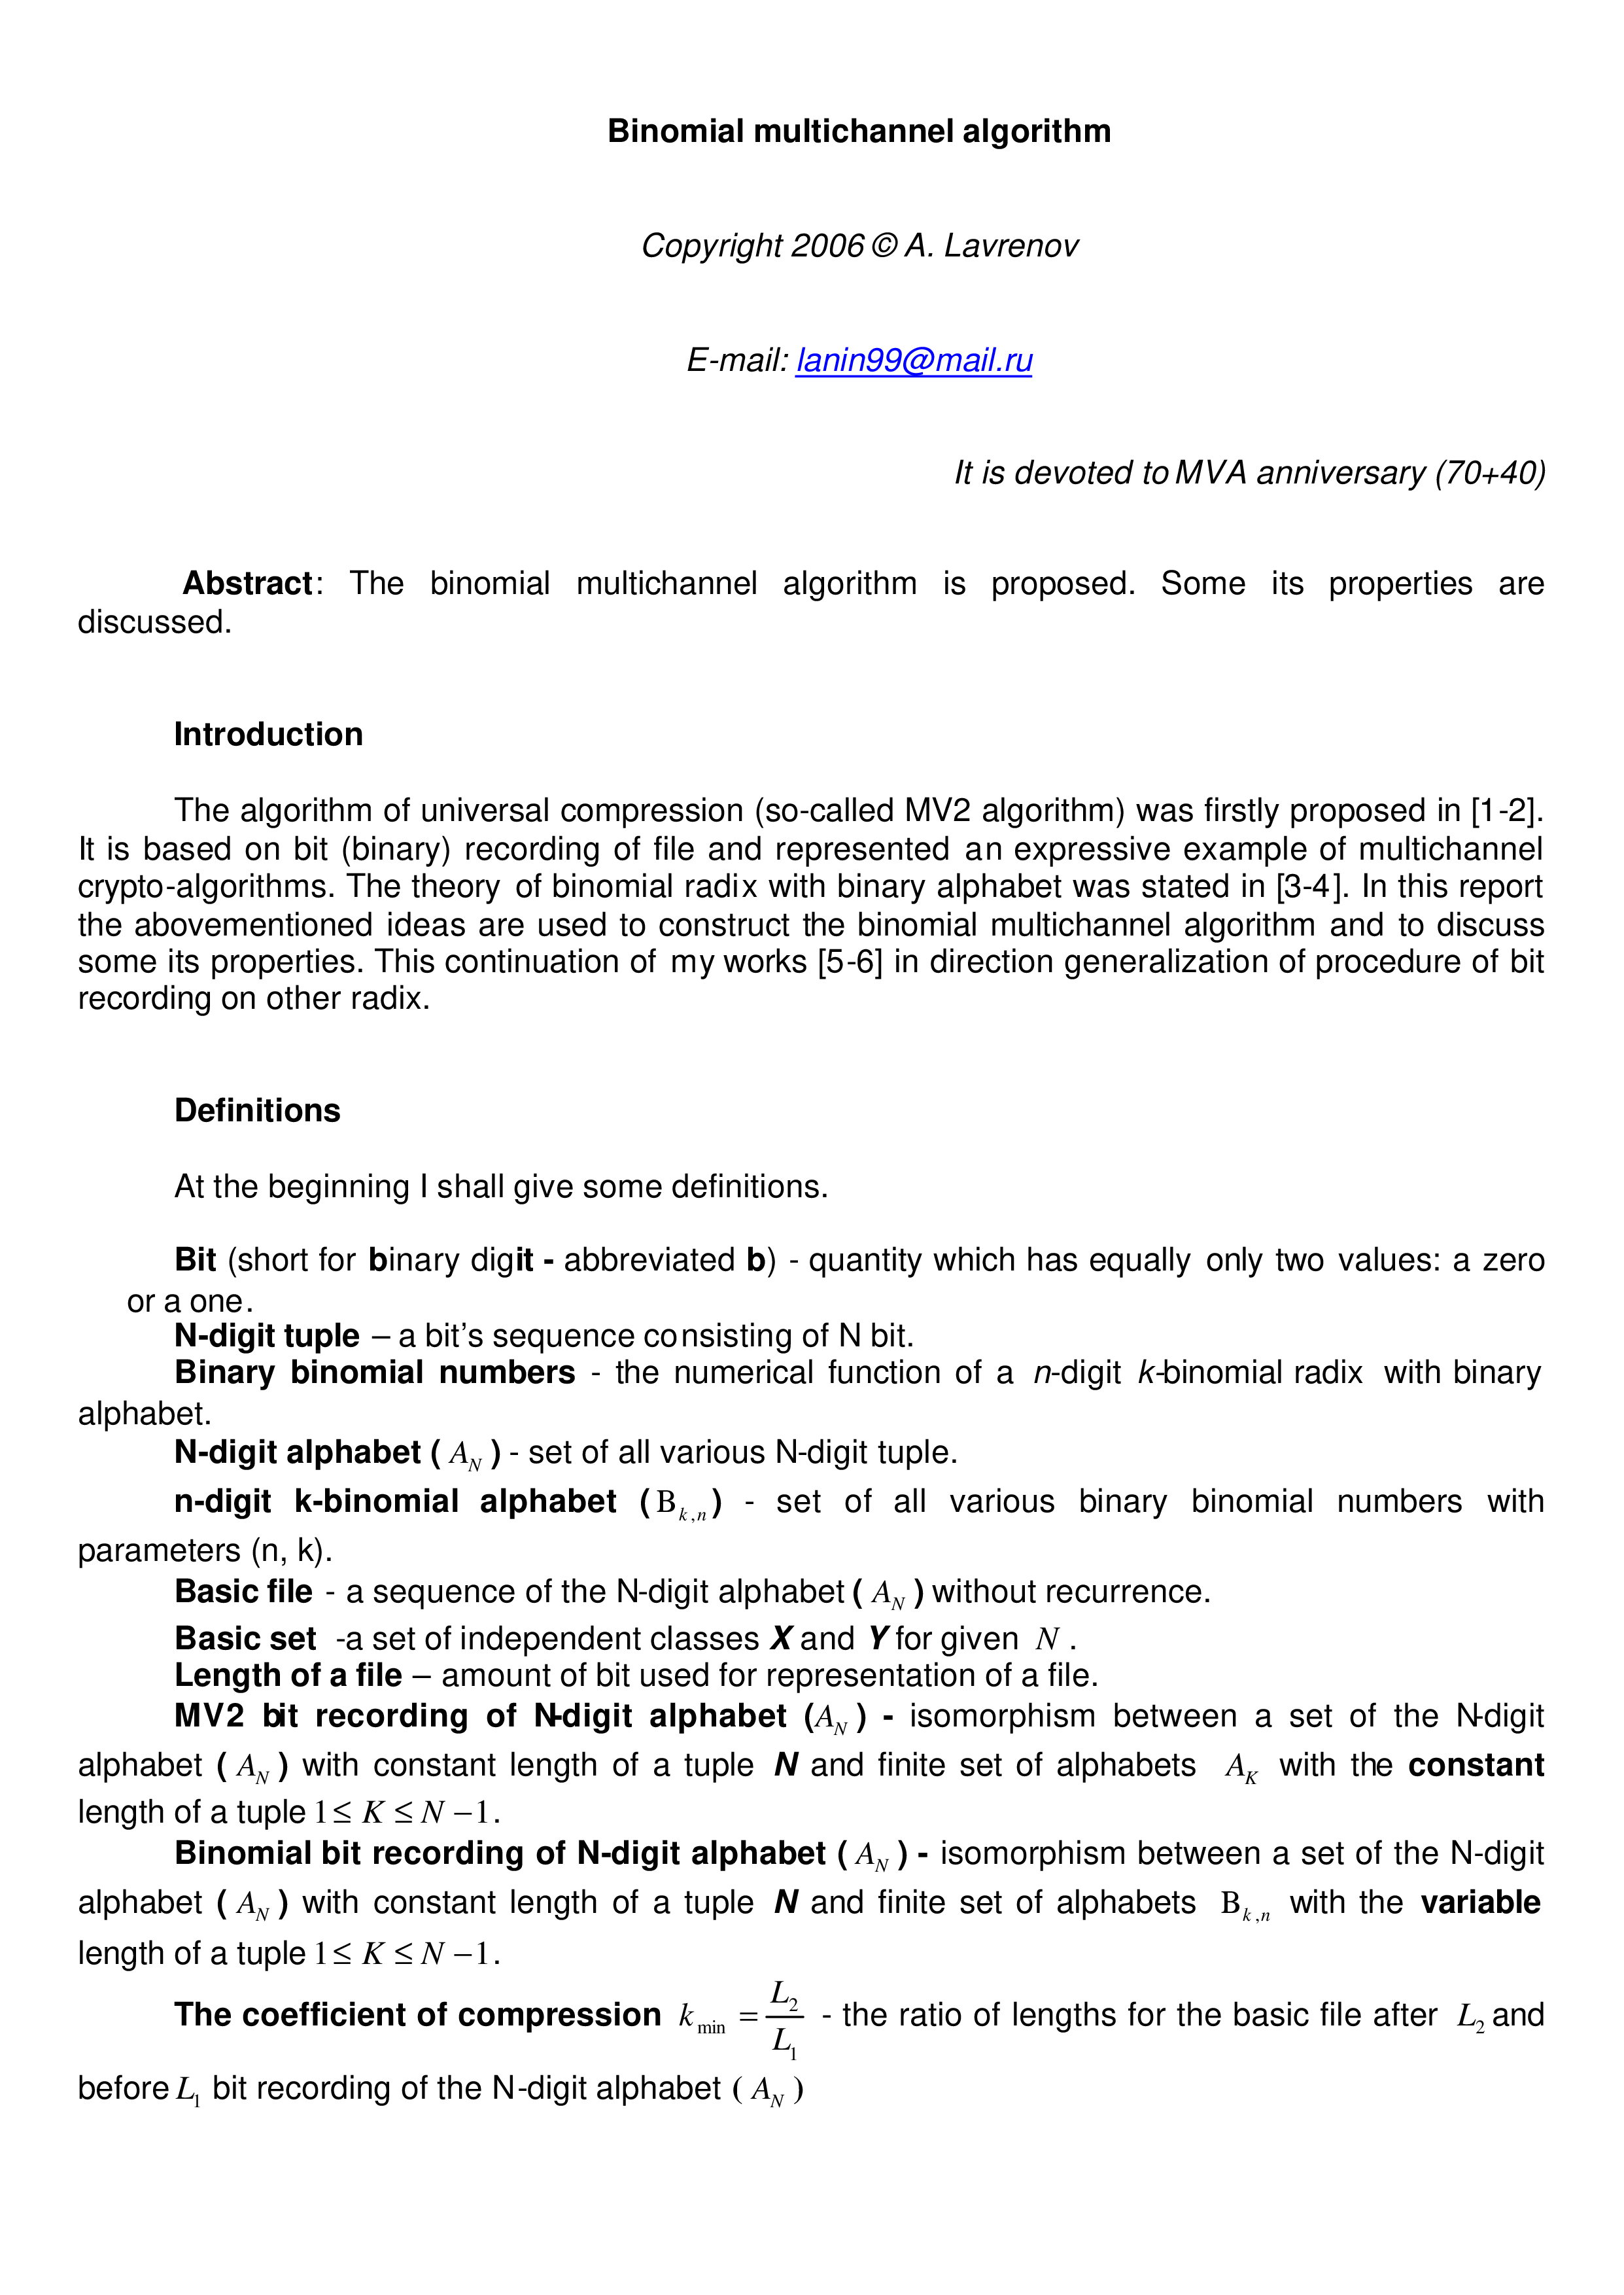 Binomial multichannel algorithm
Copyright 2006 © A. Lavrenov
E-mail: lanin99@mail.ru
It is devoted to MVA anniversary (70+40)
Abstract: The binomial multichannel algorithm is proposed. Some its properties are
discussed.
Introduction
The algorithm of universal compression (so-called MV2 algorithm) was firstly proposed in [1-2].
It is based on bit (binary) recording of file and represented an expressive example of multichannel
crypto-algorithms. The theory of binomial radix with binary alphabet was stated in [3-4]. In this report
the abovementioned ideas are used to construct the binomial multichannel algorithm and to discuss
some its properties. This continuation of my works [5-6] in direction generalization of procedure of bit
recording on other radix.
Definitions
At the beginning I shall give some definitions.
Bit (short for binary digit - abbreviated b) - quantity which has equally only two values: a zero
or a one.
N-digit tuple – a bit's sequence consisting of N bit.
Binary binomial numbers - the numerical function of a n-digit k-binomial radix with binary
alphabet.
N-digit alphabet ( A_N ) - set of all various N-digit tuple.
n-digit k-binomial alphabet ( B_{k,n} ) - set of all various binary binomial numbers with
parameters (n, k).
Basic file - a sequence of the N-digit alphabet ( A_N ) without recurrence.
Basic set -a set of independent classes X and Y for given N .
Length of a file – amount of bit used for representation of a file.
MV2 bit recording of N-digit alphabet (A_N ) - isomorphism between a set of the N-digit
alphabet ( A_N ) with constant length of a tuple N and finite set of alphabets A_K with the constant
length of a tuple 1 ≤ K ≤ N − 1.
Binomial bit recording of N-digit alphabet ( A_N ) - isomorphism between a set of the N-digit
alphabet ( A_N ) with constant length of a tuple N and finite set of alphabets B_{k,n} with the variable
length of a tuple 1 ≤ K ≤ N − 1.
The coefficient of compression k_min = L_2 / L_1 - the ratio of lengths for the basic file after L_2 and
before L_1 bit recording of the N-digit alphabet ( A_N )